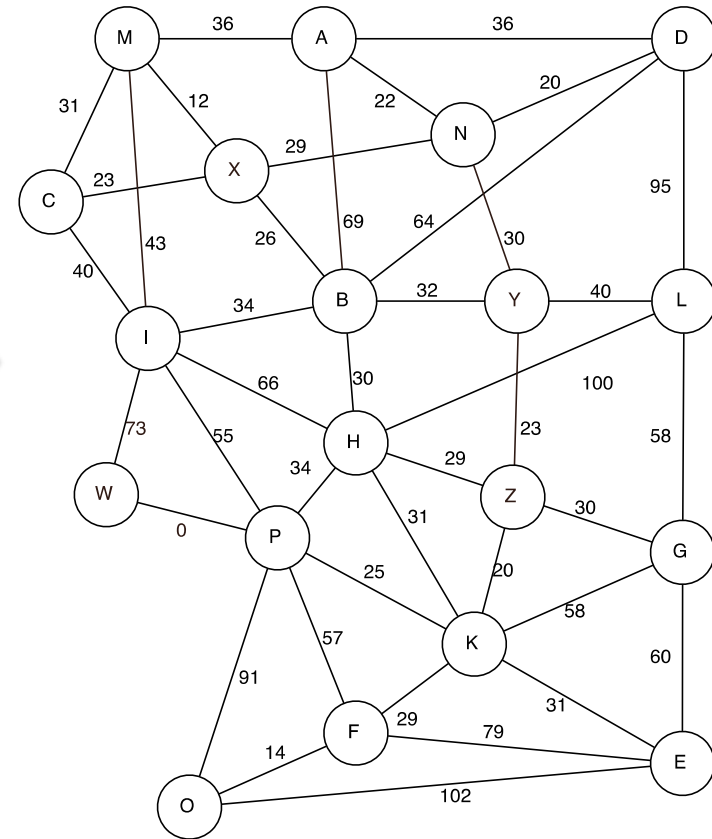 36 36
M A D
31 12 22 20
N
29
X
23 95
C
69 64
43 26 30
40
34 B 32 Y 40 L
I
66 30 100
73 55 23 58
H
34 29
W Z
31 30
0 P G
25 20
58
57 K
60
91 31
29
F 79
14 E
O 102